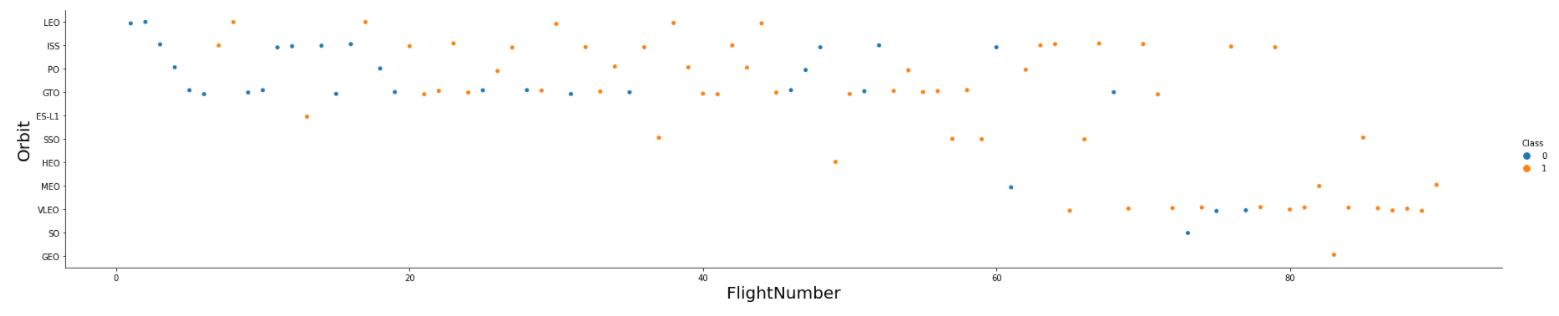 LEO
ISS
PO
GTO
ES-L1
SSO
HEO
MEO
VLEO
SO
GEO
Orbit
0
20
40
60
80
FlightNumber
Class
0
1